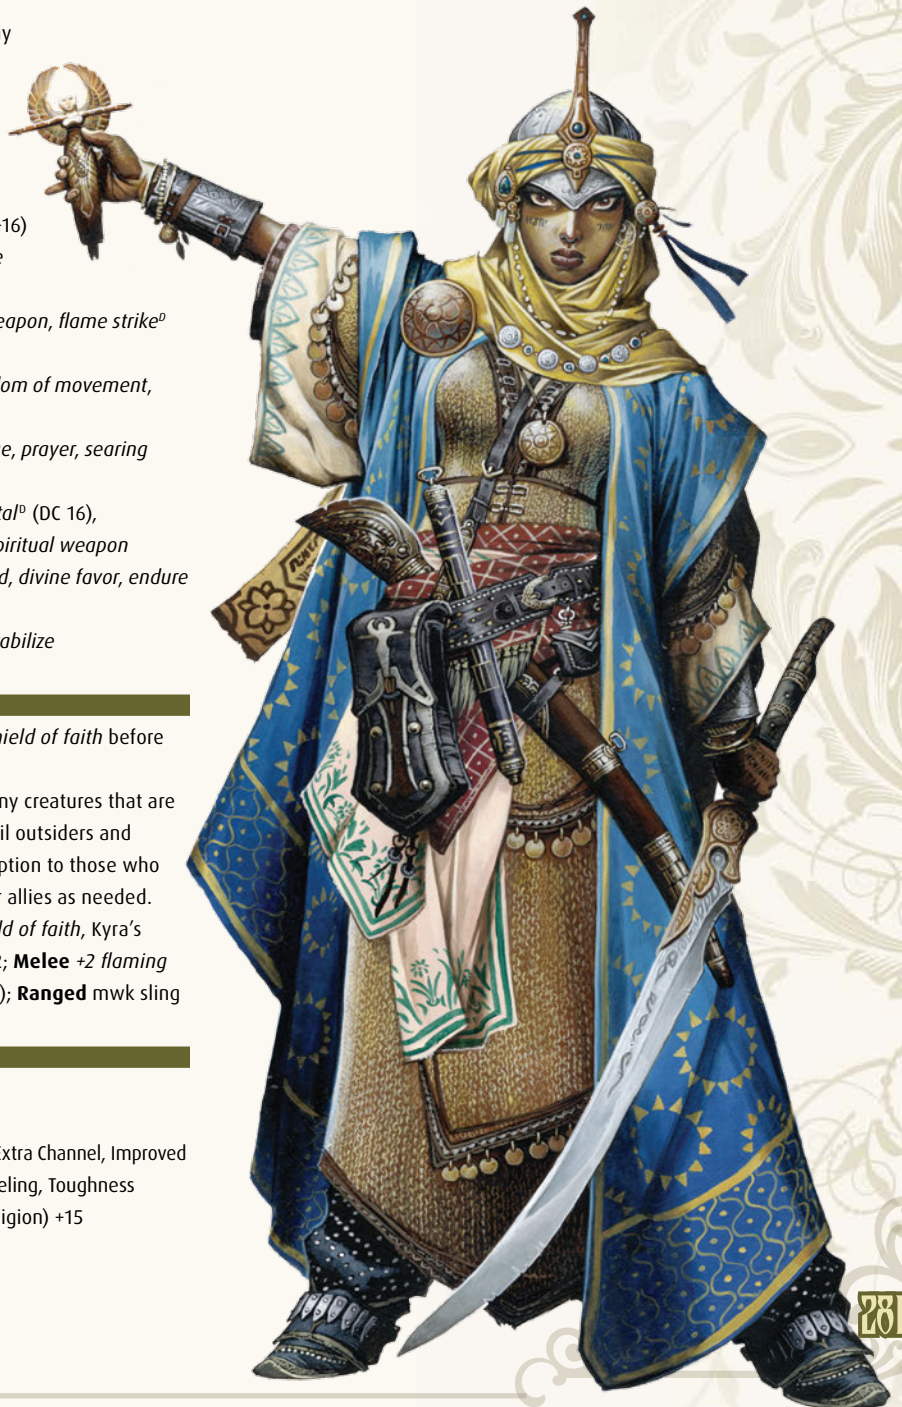 -16)
eapon, flame strikeᴰ
dom of movement,
e, prayer, searing
talᴰ (DC 16),
piritual weapon
d, divine favor, endure
abilize
hield of faith before
ny creatures that are
il outsiders and
ption to those who
r allies as needed.
ld of faith, Kyra’s
; Melee +2 flaming
); Ranged mwk sling
Extra Channel, Improved
eling, Toughness
igion) +15
281